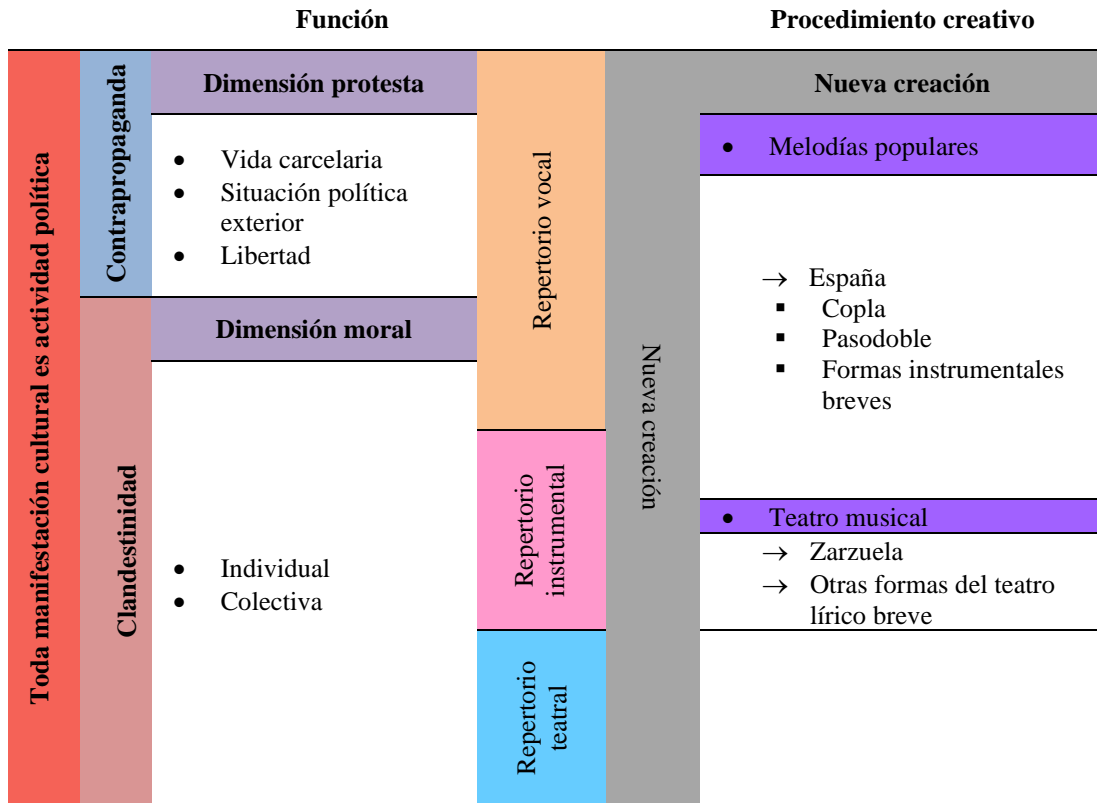 Función
Procedimiento creativo
Toda manifestación cultural es actividad política
Contrapropaganda
Dimensión protesta
• Vida carcelaria
• Situación política
exterior
• Libertad
Clandestinidad
Dimensión moral
• Individual
• Colectiva
Repertorio vocal
Repertorio
instrumental
Repertorio
teatral
Nueva creación
Nueva creación
• Melodías populares
→ España
▪ Copla
▪ Pasodoble
▪ Formas instrumentales
breves
• Teatro musical
→ Zarzuela
→ Otras formas del teatro
lírico breve